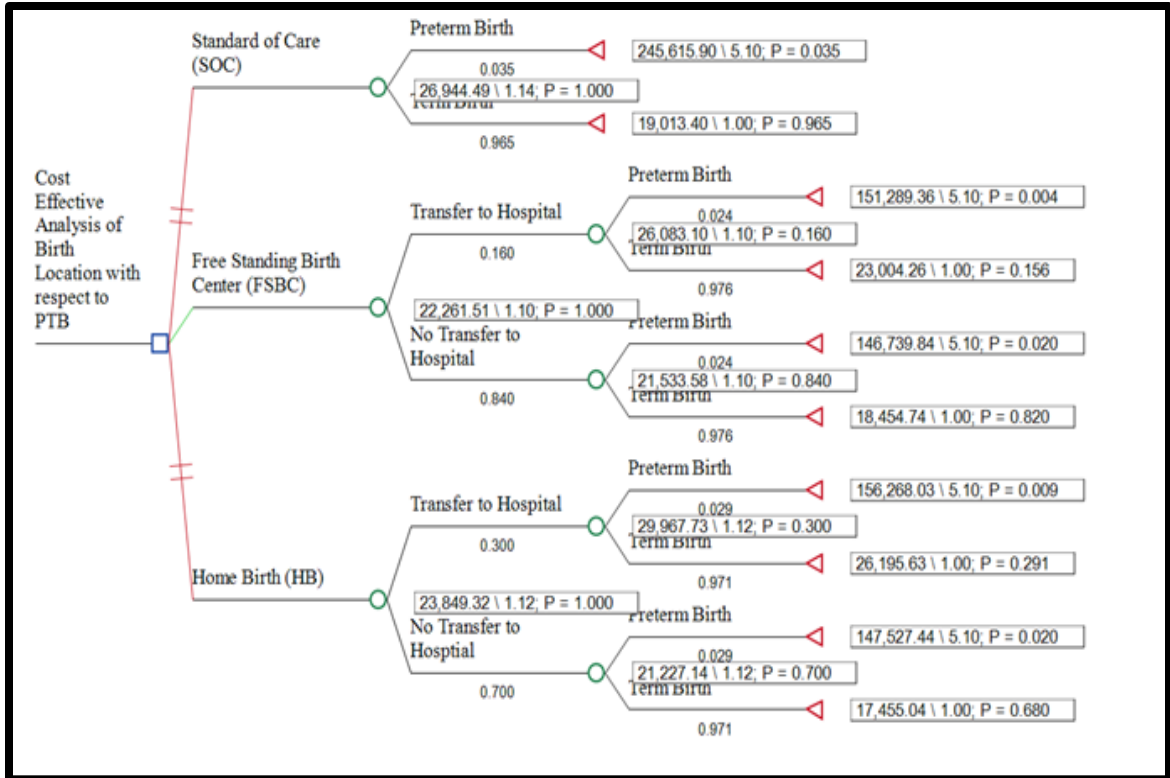 Cost
Effective
Analysis of
Birth
Location with
respect to
PTB
Standard of Care
(SOC)
Preterm Birth
0.035
245,615.90 \ 5.10; P = 0.035
26,944.49 \ 1.14; P = 1.000
Term Birth
0.965
19,013.40 \ 1.00; P = 0.965
Free Standing Birth
Center (FSBC)
22,261.51 \ 1.10; P = 1.000
Transfer to Hospital
0.160
Preterm Birth
0.024
151,289.36 \ 5.10; P = 0.004
26,083.10 \ 1.10; P = 0.160
Term Birth
0.976
23,004.26 \ 1.00; P = 0.156
No Transfer to
Hospital
0.840
Preterm Birth
0.024
146,739.84 \ 5.10; P = 0.020
21,533.58 \ 1.10; P = 0.840
Term Birth
0.976
18,454.74 \ 1.00; P = 0.820
Home Birth (HB)
23,849.32 \ 1.12; P = 1.000
Transfer to Hospital
0.300
Preterm Birth
0.029
156,268.03 \ 5.10; P = 0.009
29,967.73 \ 1.12; P = 0.300
Term Birth
0.971
26,195.63 \ 1.00; P = 0.291
No Transfer to
Hosptial
0.700
Preterm Birth
0.029
147,527.44 \ 5.10; P = 0.020
21,227.14 \ 1.12; P = 0.700
Term Birth
0.971
17,455.04 \ 1.00; P = 0.680